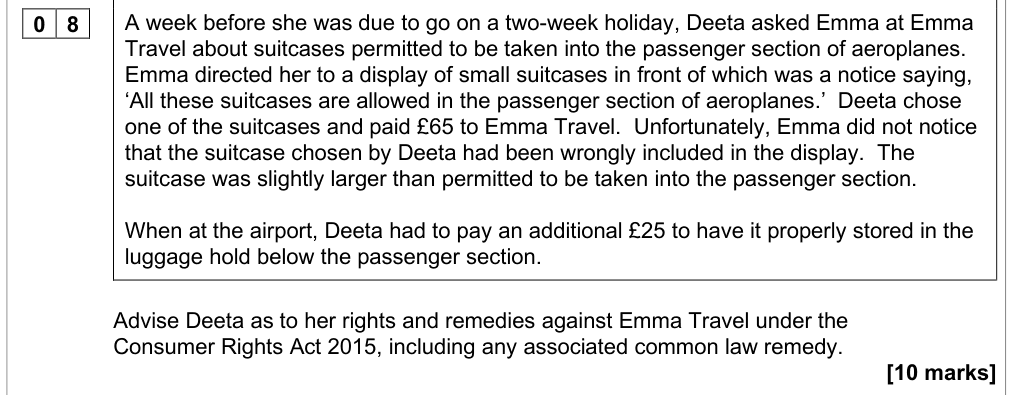 0 8
A week before she was due to go on a two-week holiday, Deeta asked Emma at Emma
Travel about suitcases permitted to be taken into the passenger section of aeroplanes.
Emma directed her to a display of small suitcases in front of which was a notice saying,
‘All these suitcases are allowed in the passenger section of aeroplanes.’ Deeta chose
one of the suitcases and paid £65 to Emma Travel. Unfortunately, Emma did not notice
that the suitcase chosen by Deeta had been wrongly included in the display. The
suitcase was slightly larger than permitted to be taken into the passenger section.
When at the airport, Deeta had to pay an additional £25 to have it properly stored in the
luggage hold below the passenger section.
Advise Deeta as to her rights and remedies against Emma Travel under the
Consumer Rights Act 2015, including any associated common law remedy.
[10 marks]